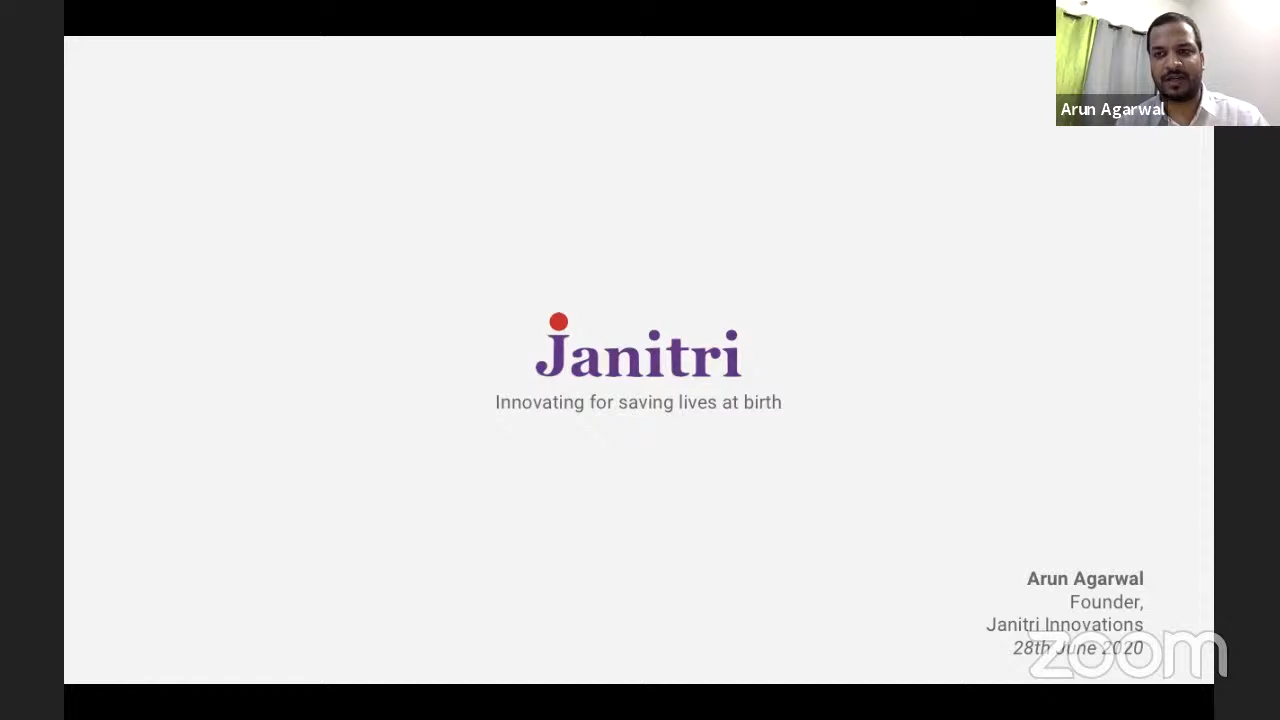 Arun Agarwal
Janitri
Innovating for saving lives at birth
Arun Agarwal
Founder,
Janitri Innovations
28th June 2020
zoom